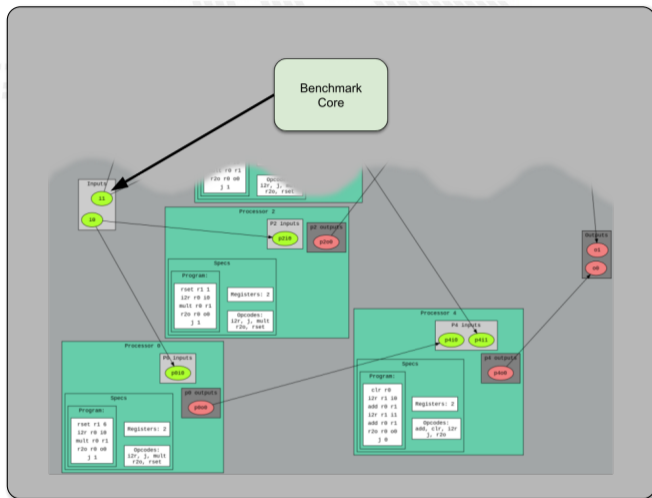 Benchmark
Core
Inputs
i1
i0
r0 r1
r2o r0 o0
j 1
r2o, rset
Processor 2
P2 inputs
p2i0
p2 outputs
p2o0
Specs
Program:
rset r1 1
i2r r0 i0
mult r0 r1
r2o r0 o0
j 1
Registers: 2
Opcodes:
i2r, j, mult
r2o, rset
Outputs
o1
o0
Processor 0
P0 inputs
p0i0
p0 outputs
p0o0
Specs
Program:
rset r1 6
i2r r0 i0
mult r0 r1
r2o r0 o0
j 1
Registers: 2
Opcodes:
i2r, j, mult
r2o, rset
Processor 4
P4 inputs
p4i0
p4i1
p4 outputs
p4o0
Specs
Program:
clr r0
i2r r1 i0
add r0 r1
i2r r1 i1
add r0 r1
r2o r0 o0
j 0
Registers: 2
Opcodes:
add, clr, i2r
j, r2o